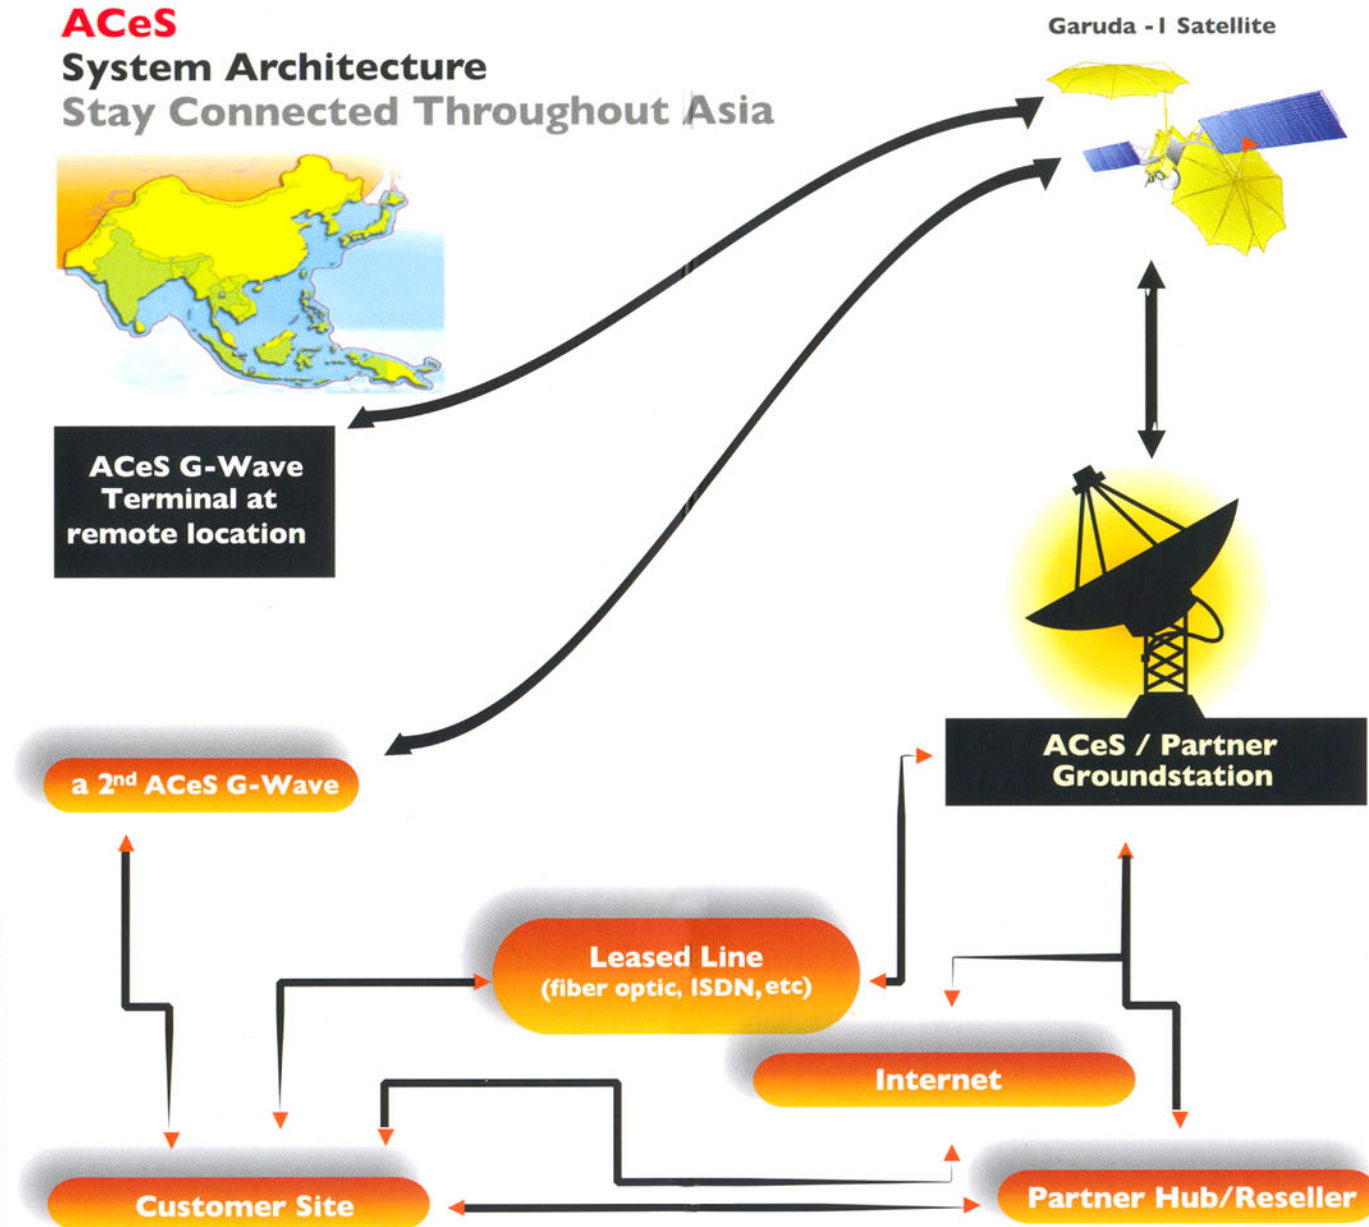 ACeS
System Architecture
Stay Connected Throughout Asia
Garuda -1 Satellite
ACeS G-Wave
Terminal at
remote location
ACeS / Partner
Groundstation
a 2nd ACeS G-Wave
Leased Line
(fiber optic, ISDN, etc)
Internet
Customer Site
Partner Hub/Reseller